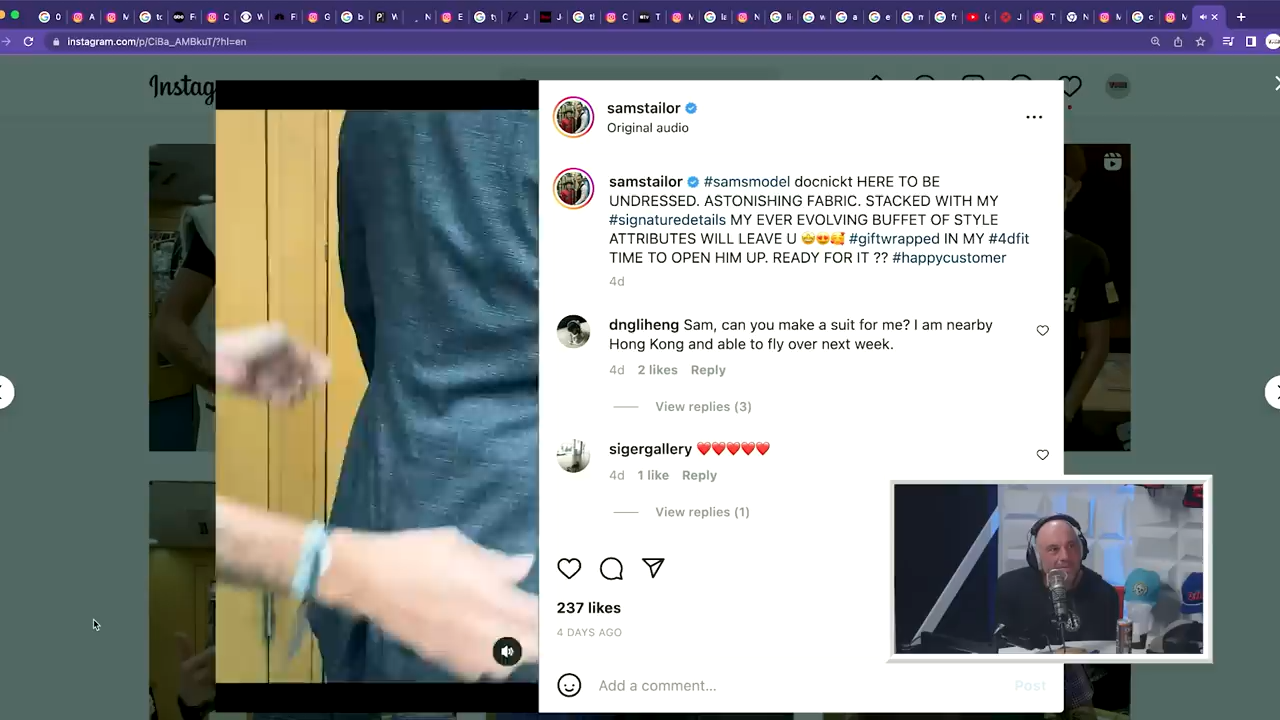 instagram.com/p/CiBa_AMBkuT/?hl=en
Instag
samstailor
Original audio
samstailor #samsmodel docnickt HERE TO BE
UNDRESSED. ASTONISHING FABRIC. STACKED WITH MY
#signaturedetails MY EVER EVOLVING BUFFET OF STYLE
ATTRIBUTES WILL LEAVE U 🤩😍🥰 #giftwrapped IN MY #4dfit
TIME TO OPEN HIM UP. READY FOR IT ?? #happycustomer
4d
dngliheng Sam, can you make a suit for me? I am nearby
Hong Kong and able to fly over next week.
4d 2 likes Reply
View replies (3)
sigergallery ❤️❤️❤️❤️❤️
4d 1 like Reply
View replies (1)
237 likes
4 DAYS AGO
Add a comment...
Post